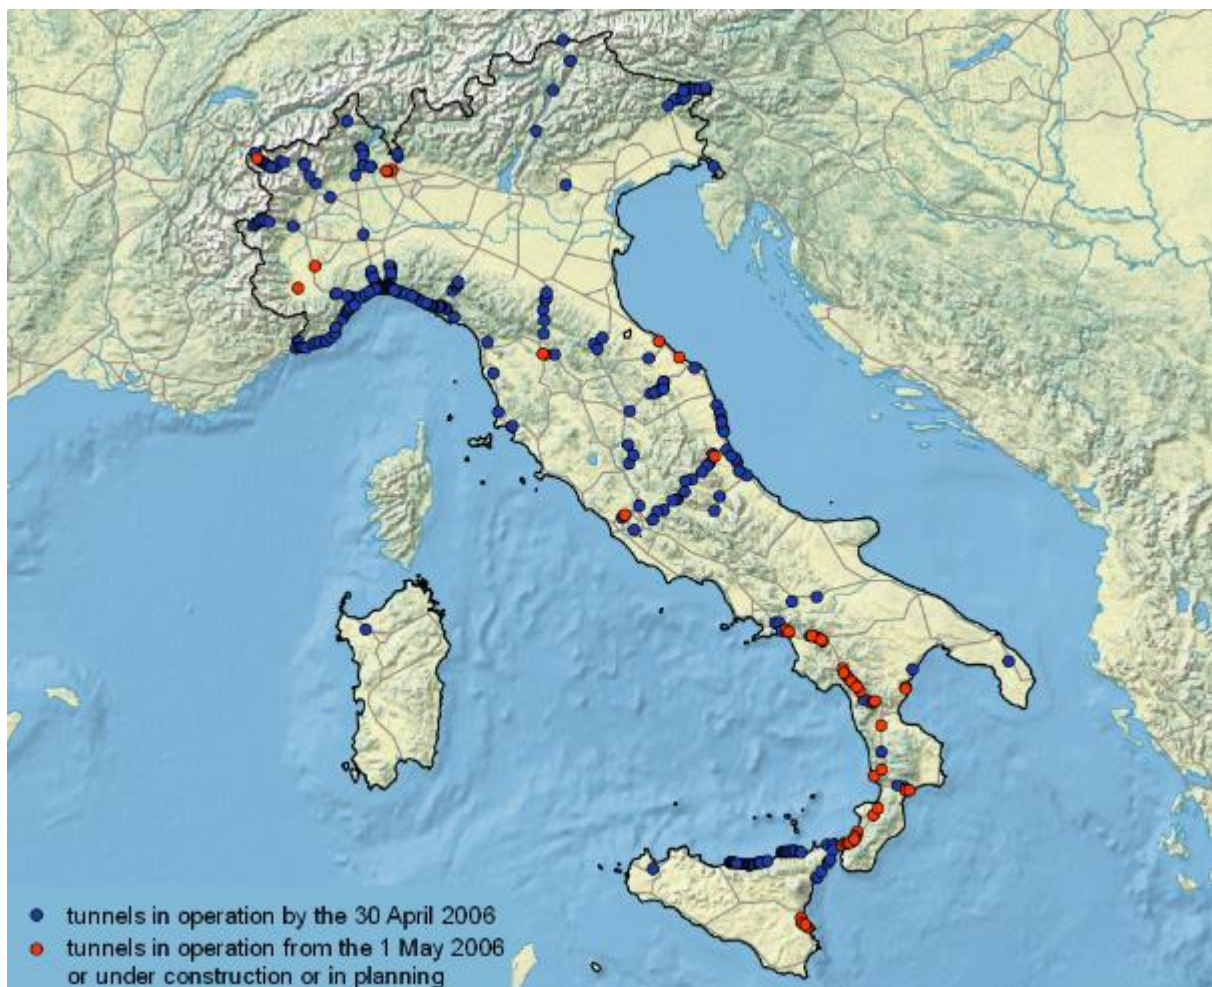 tunnels in operation by the 30 April 2006
tunnels in operation from the 1 May 2006
or under construction or in planning